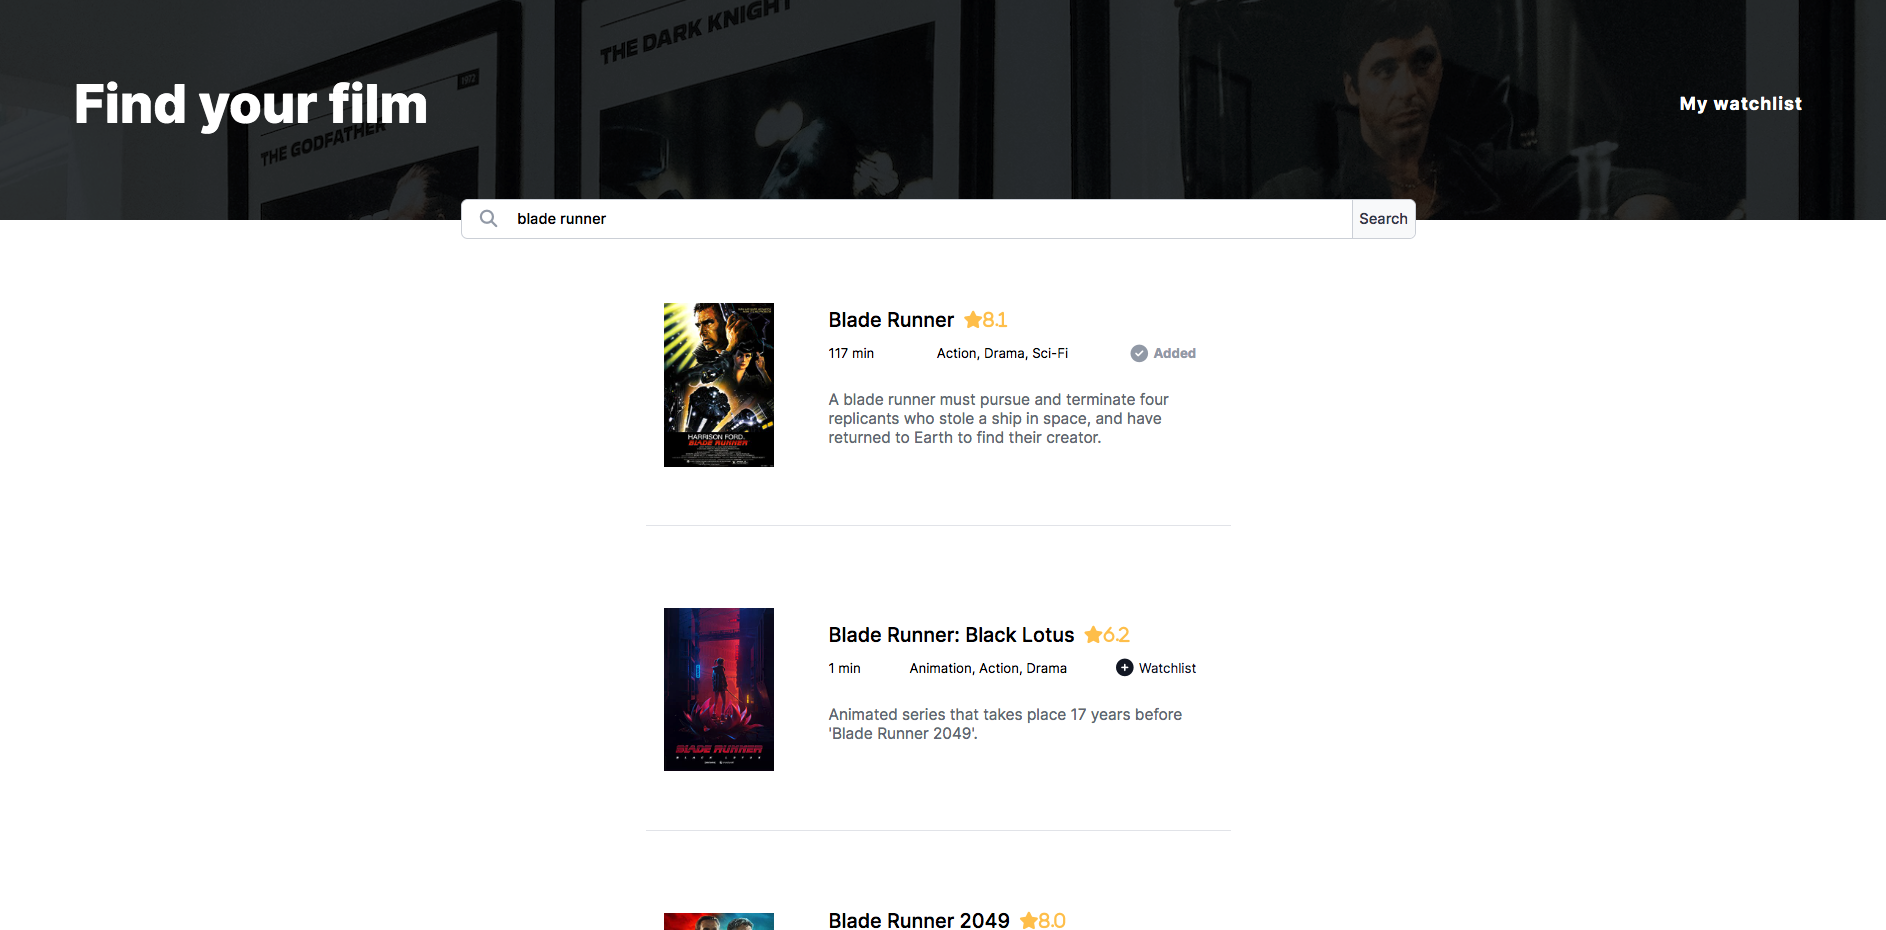 THE DARK KNIGHT
1972
Find your film
THE GODFATHER
My watchlist
blade runner
Search
Blade Runner 8.1
117 min Action, Drama, Sci-Fi Added
A blade runner must pursue and terminate four
replicants who stole a ship in space, and have
returned to Earth to find their creator.
HARRISON FORD
BLADE RUNNER
Blade Runner: Black Lotus 6.2
1 min Animation, Action, Drama Watchlist
Animated series that takes place 17 years before
'Blade Runner 2049'.
BLADE RUNNER
BLACK LOTUS
Blade Runner 2049 8.0